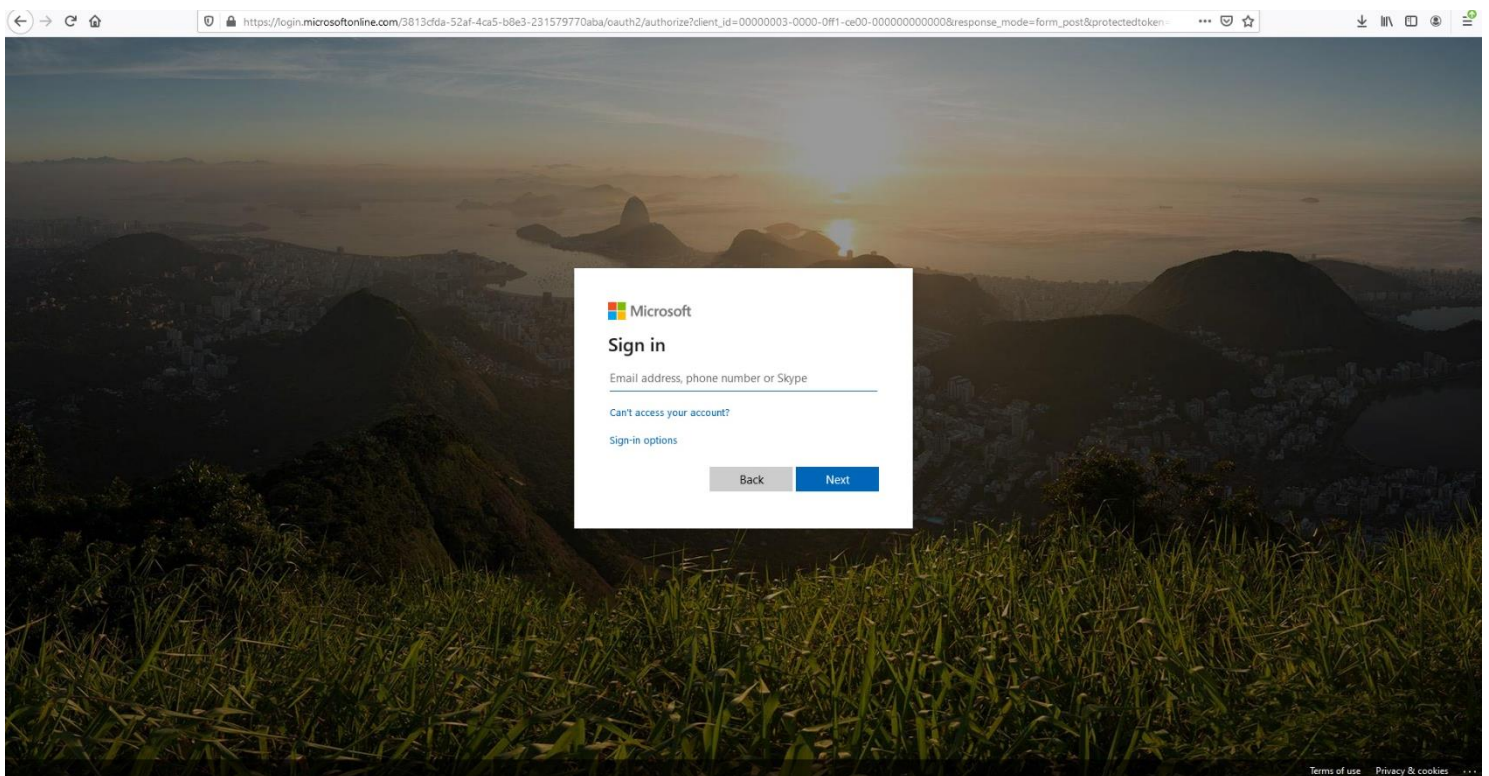 https://login.microsoftonline.com/3813cfda-52af-4ca5-b8e3-231579770aba/oauth2/authorize?client_id=00000003-0000-0ff1-ce00-000000000000&response_mode=form_post&protectedtoken=
Microsoft
Sign in
Email address, phone number or Skype
Can't access your account?
Sign-in options
Back Next
Terms of use Privacy & cookies ...